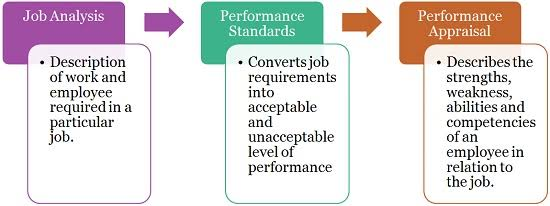 Job Analysis
• Description
of work and
employee
required in a
particular
job.
Performance
Standards
• Converts job
requirements
into
acceptable
and
unacceptable
level of
performance
Performance
Appraisal
• Describes the
strengths,
weakness,
abilities and
competencies
of an
employee in
relation to
the job.